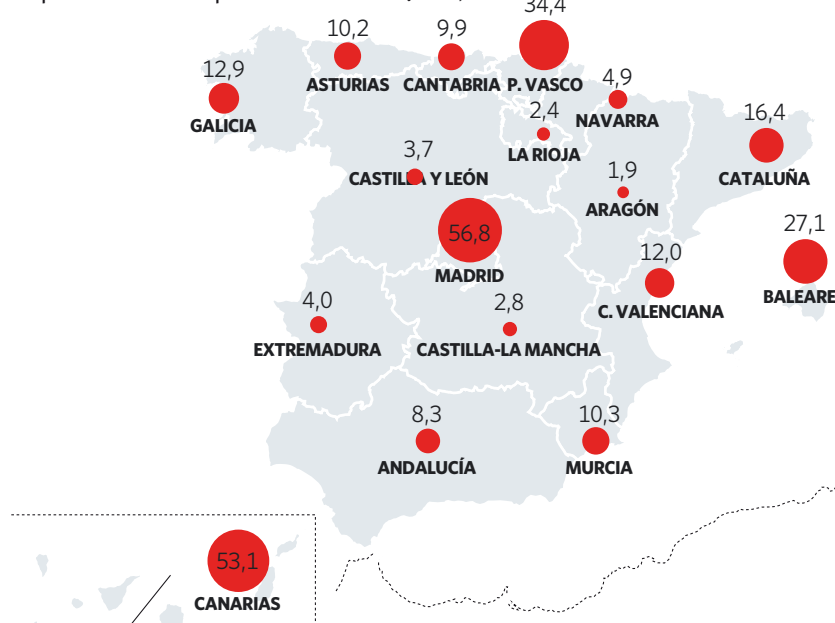 34,4
10,2
9,9
ASTURIAS
CANTABRIA
P. VASCO
12,9
GALICIA
4,9
NAVARRA
2,4
LA RIOJA
16,4
CATALUÑA
3,7
CASTILLA Y LEÓN
1,9
ARAGÓN
56,8
MADRID
27,1
BALEARE
12,0
C. VALENCIANA
4,0
EXTREMADURA
2,8
CASTILLA-LA MANCHA
8,3
ANDALUCÍA
10,3
MURCIA
53,1
CANARIAS